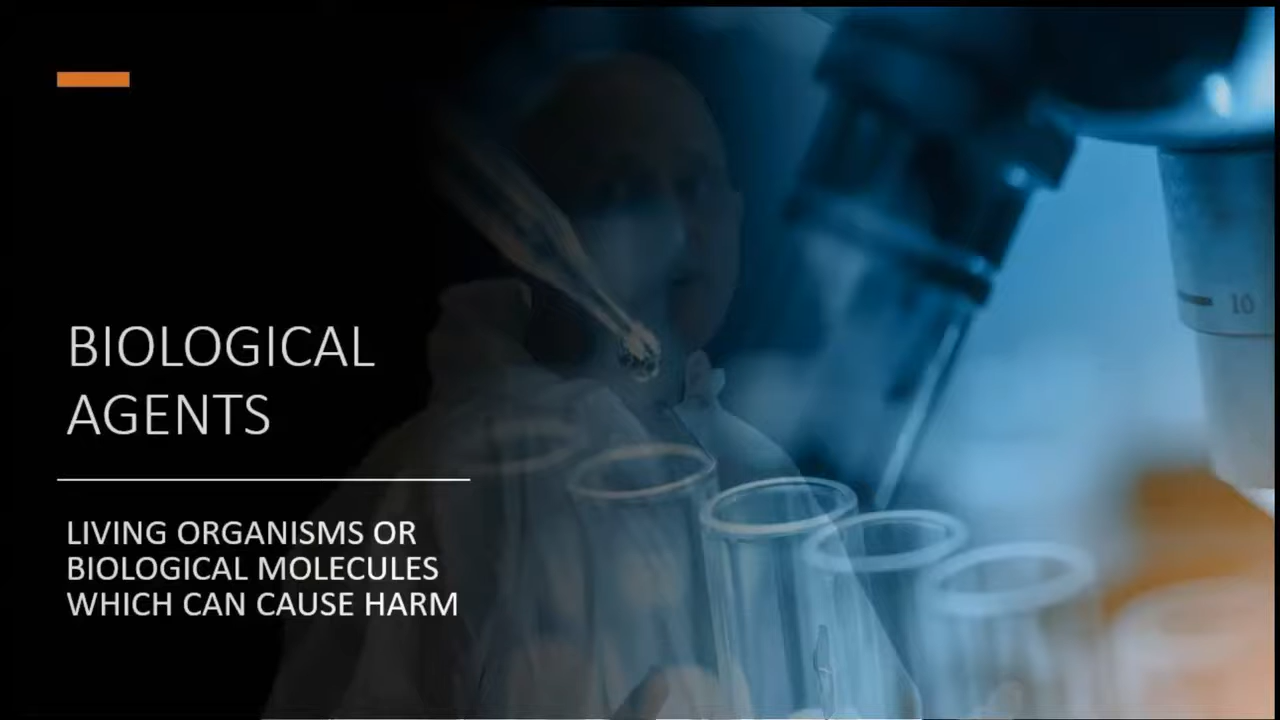 BIOLOGICAL
AGENTS
LIVING ORGANISMS OR
BIOLOGICAL MOLECULES
WHICH CAN CAUSE HARM
10